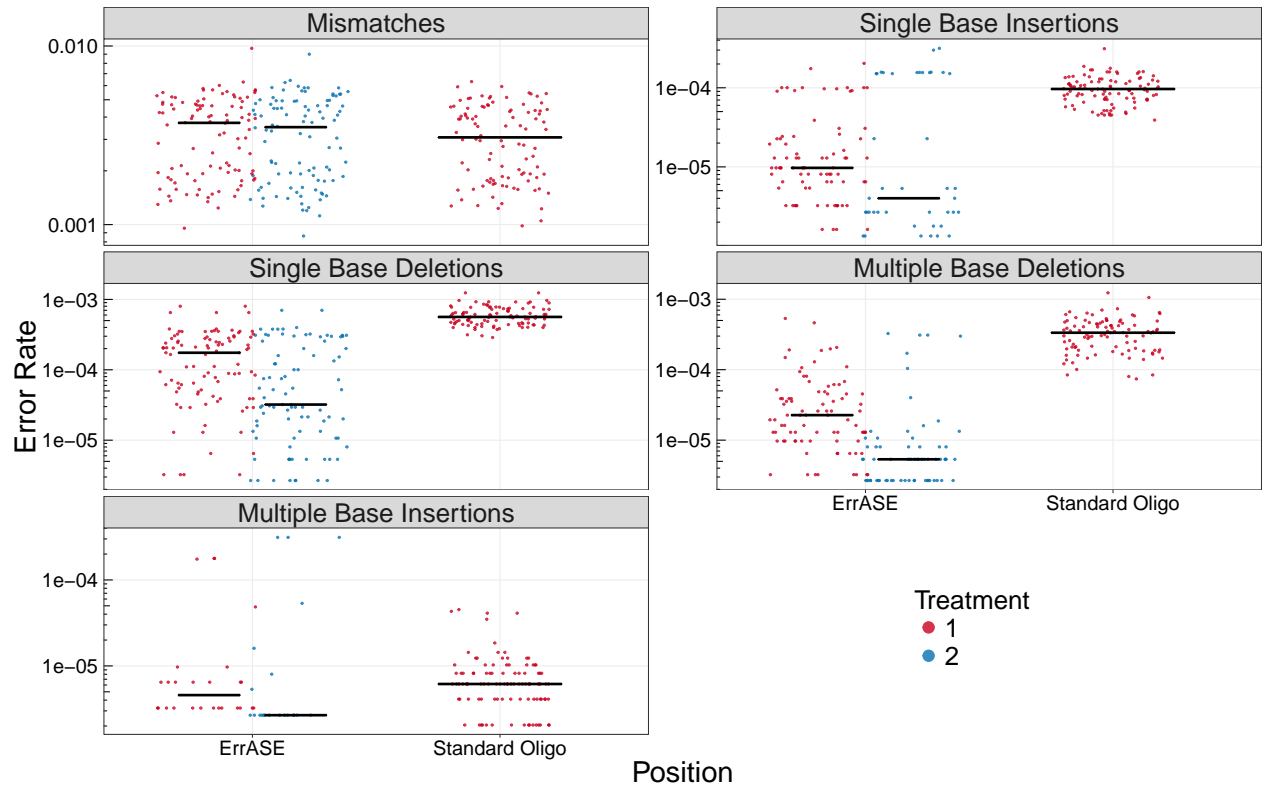 Mismatches
Single Base Insertions
0.010
0.001
1e−04
1e−05
Single Base Deletions
Multiple Base Deletions
1e−03
1e−04
1e−05
1e−03
1e−04
1e−05
Error Rate
ErrASE
Standard Oligo
Multiple Base Insertions
1e−04
1e−05
ErrASE
Standard Oligo
Treatment
1
2
Position